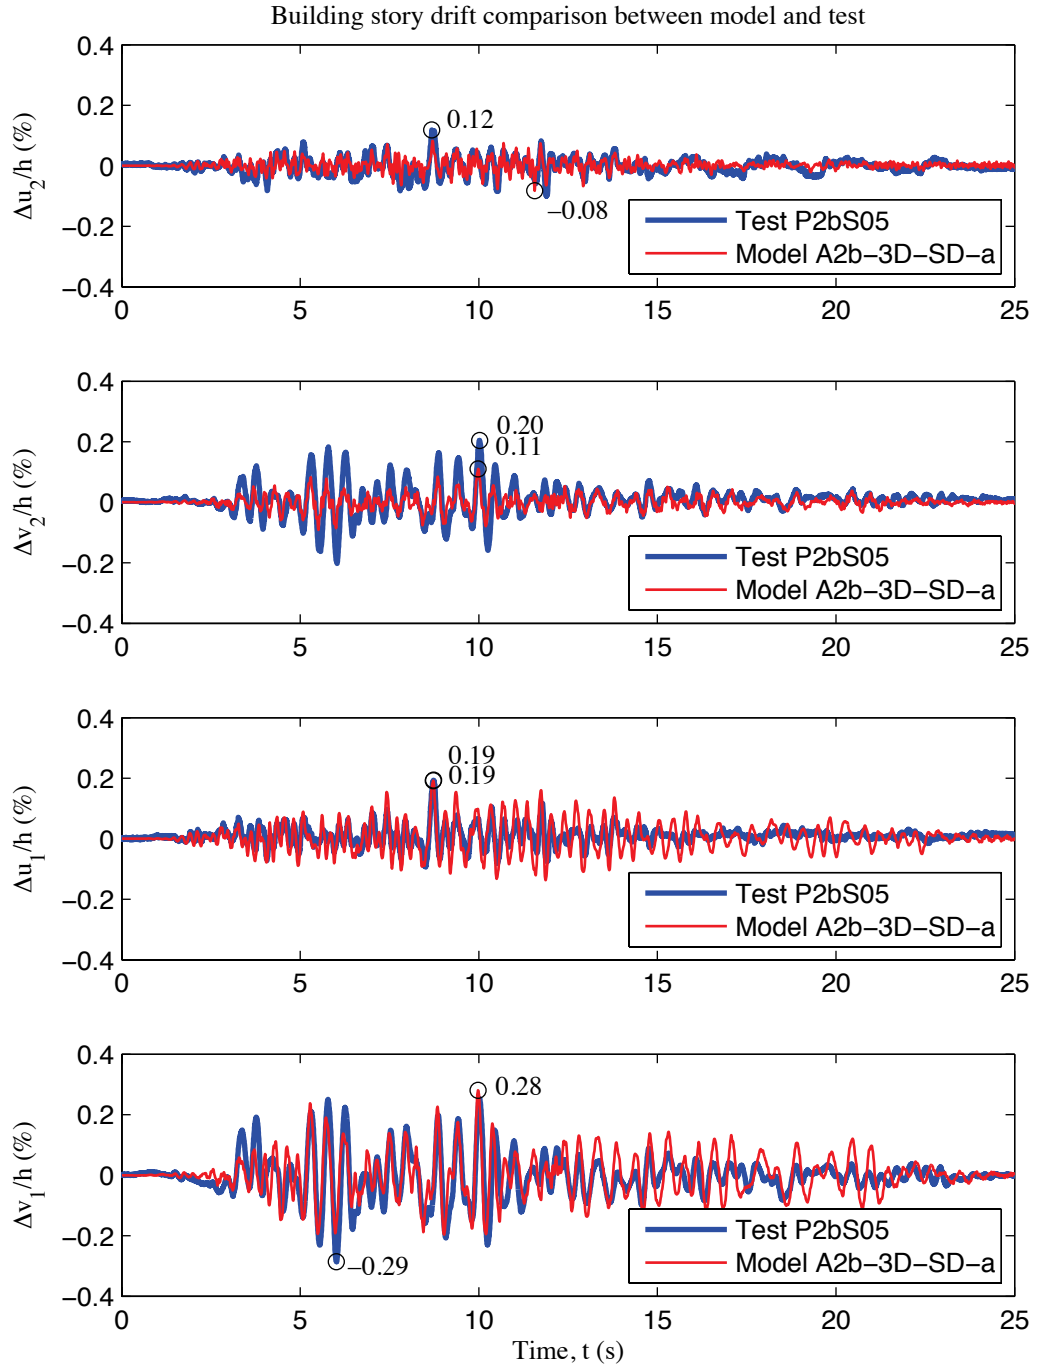 Building story drift comparison between model and test
0.4
0.2
0
−0.2
−0.4
Δu2/h (%)
0.12
−0.08
Test P2bS05
Model A2b−3D−SD−a
0 5 10 15 20 25
0.4
0.2
0
−0.2
−0.4
Δv2/h (%)
0.20
0.11
Test P2bS05
Model A2b−3D−SD−a
0 5 10 15 20 25
0.4
0.2
0
−0.2
−0.4
Δu1/h (%)
0.19
0.19
Test P2bS05
Model A2b−3D−SD−a
0 5 10 15 20 25
0.4
0.2
0
−0.2
−0.4
Δv1/h (%)
0.28
−0.29
Test P2bS05
Model A2b−3D−SD−a
0 5 10 15 20 25
Time, t (s)